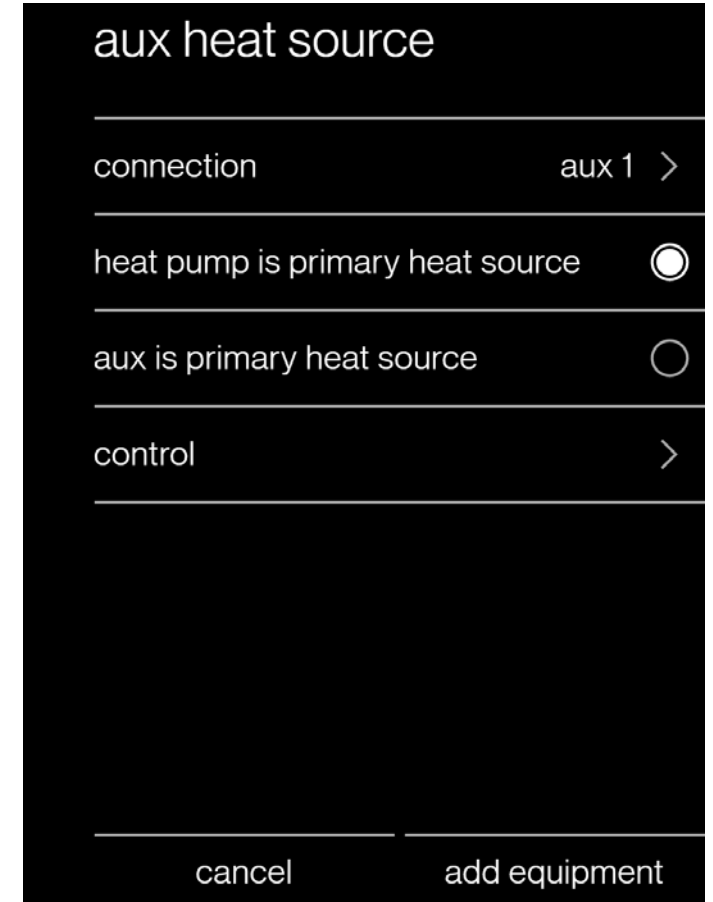 aux heat source
connection aux 1
heat pump is primary heat source
aux is primary heat source
control
cancel add equipment